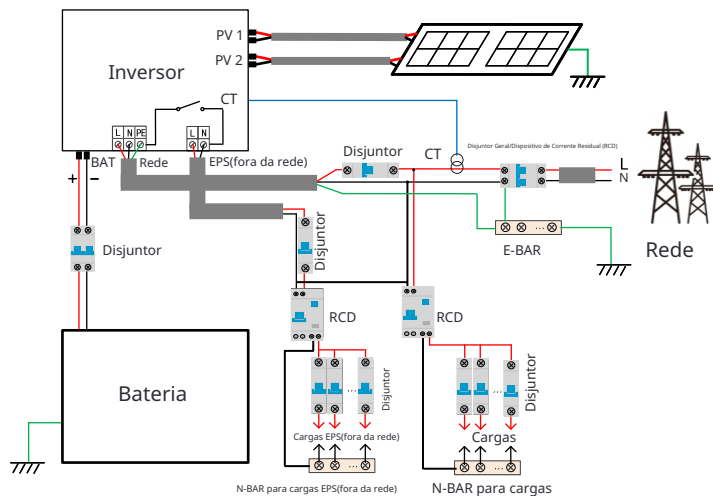 PV 1
PV 2
Inversor
CT
L N PE
L N
BAT
Rede
EPS(fora da rede)
+
−
Disjuntor
CT
Disjuntor Geral/Dispositivo de Corrente Residual (RCD)
L
N
Disjuntor
Disjuntor
E-BAR
Rede
RCD
RCD
Bateria
...
Disjuntor
...
Disjuntor
Cargas EPS(fora da rede)
Cargas
...
...
...
N-BAR para cargas EPS(fora da rede)
N-BAR para cargas